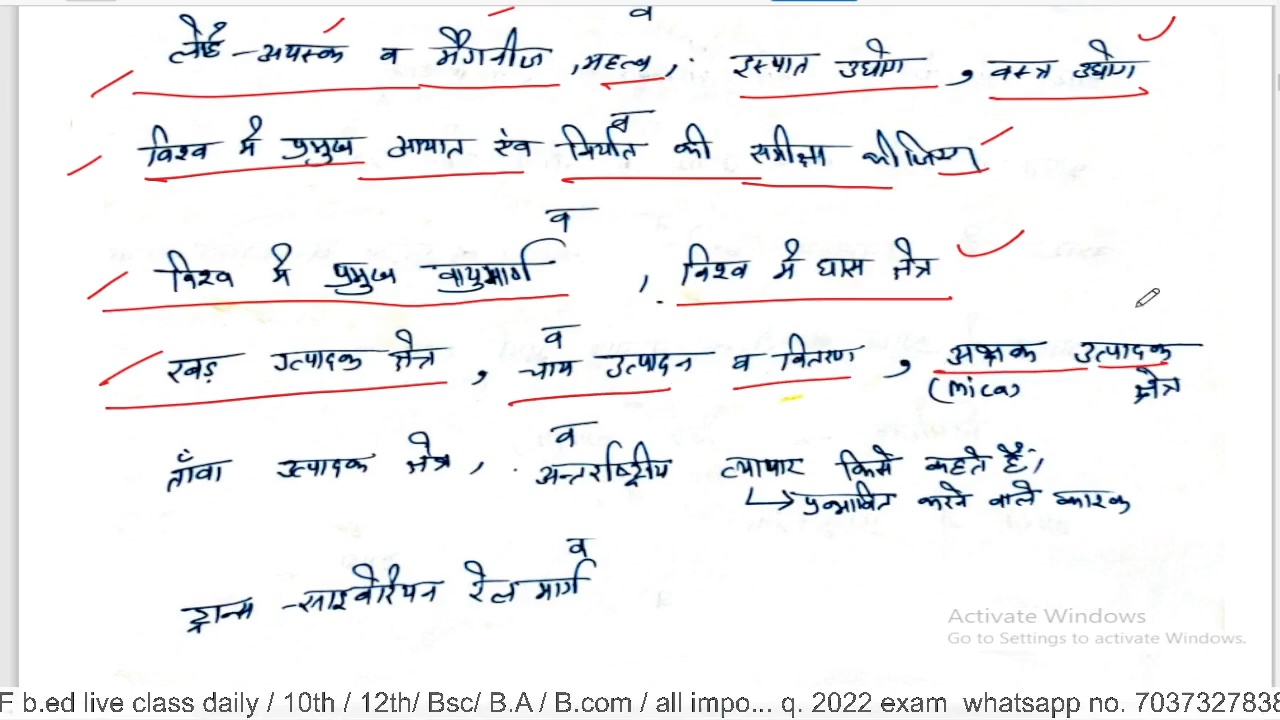 व
लौह -अयस्क व मैंगनीज ,महत्व , इस्पात उद्योग , वस्त्र उद्योग
व
विश्व में प्रमुख आयात एंव निर्यात की समीक्षा कीजिए
व
विश्व में प्रमुख वायुमार्ग , विश्व में घास क्षेत्र
व
रबड़ उत्पादक क्षेत्र , चाय उत्पादन व वितरण , अभ्रक उत्पादक
(mica) क्षेत्र
व
ताँवा उत्पादक क्षेत्र , अन्तर्राष्ट्रीय व्यापार किसे कहते हैं,
↳ प्रभावित करने वाले कारक
व
ट्रान्स -साइबेरियन रेल मार्ग
Activate Windows
Go to Settings to activate Windows.
F b.ed live class daily / 10th / 12th/ Bsc/ B.A / B.com / all impo... q. 2022 exam whatsapp no. 7037327838